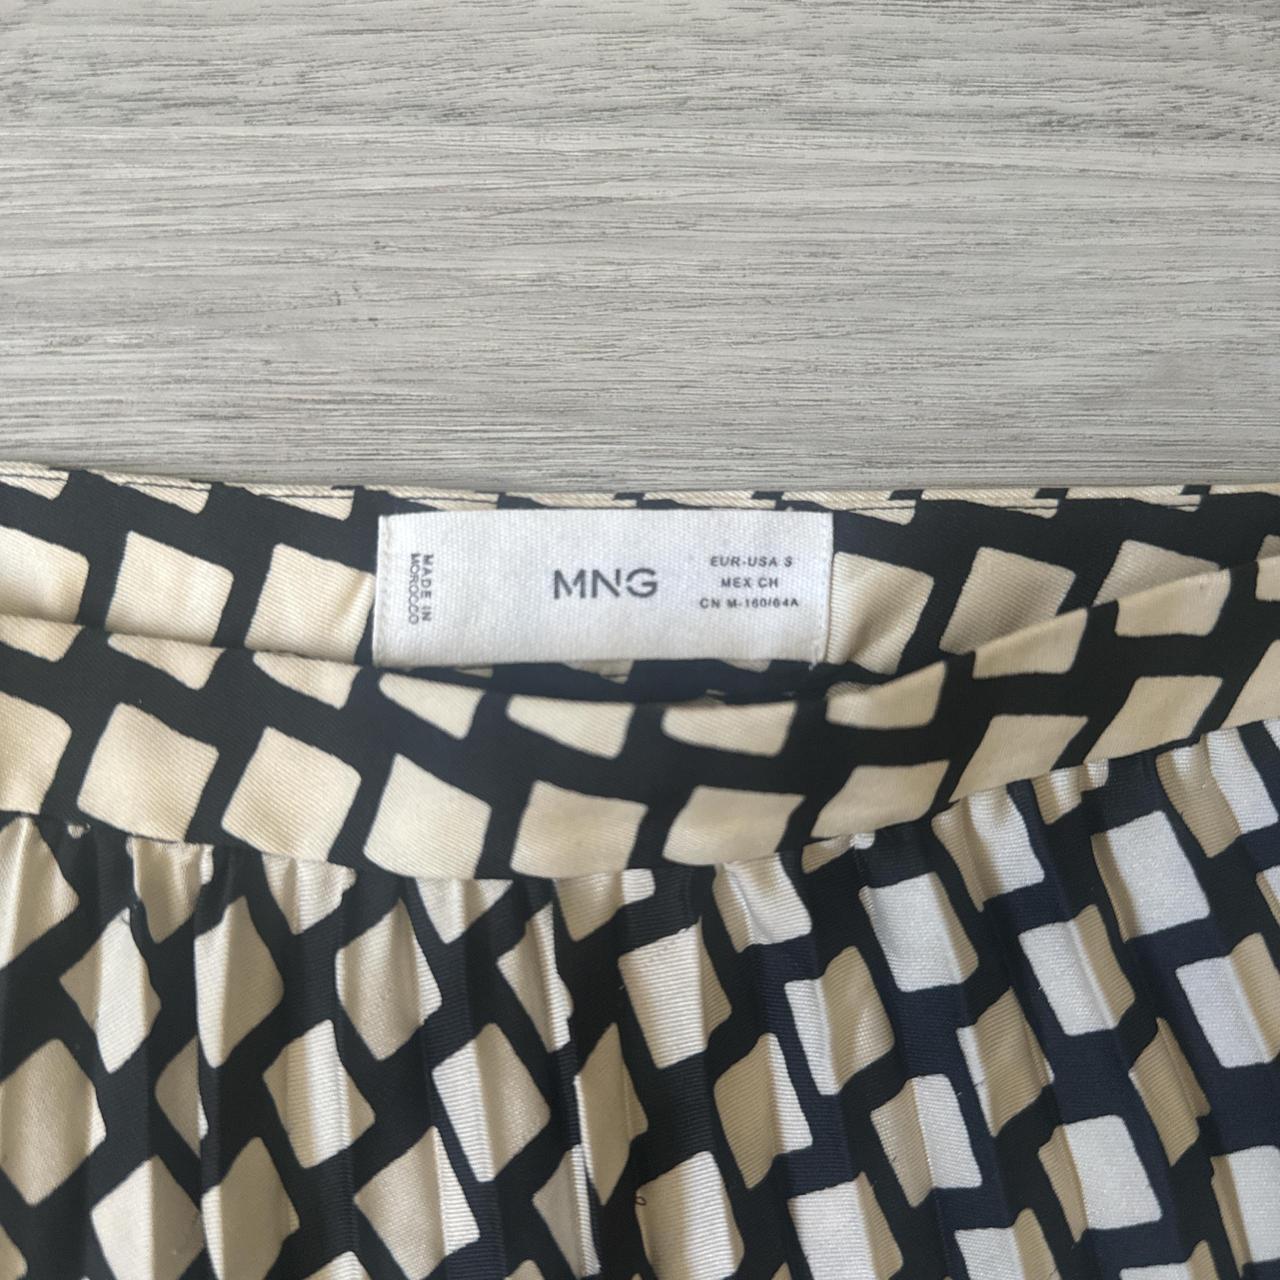 MADE IN
MOROCCO
MNG
EUR-USA S
MEX CH
CN M-160/64A